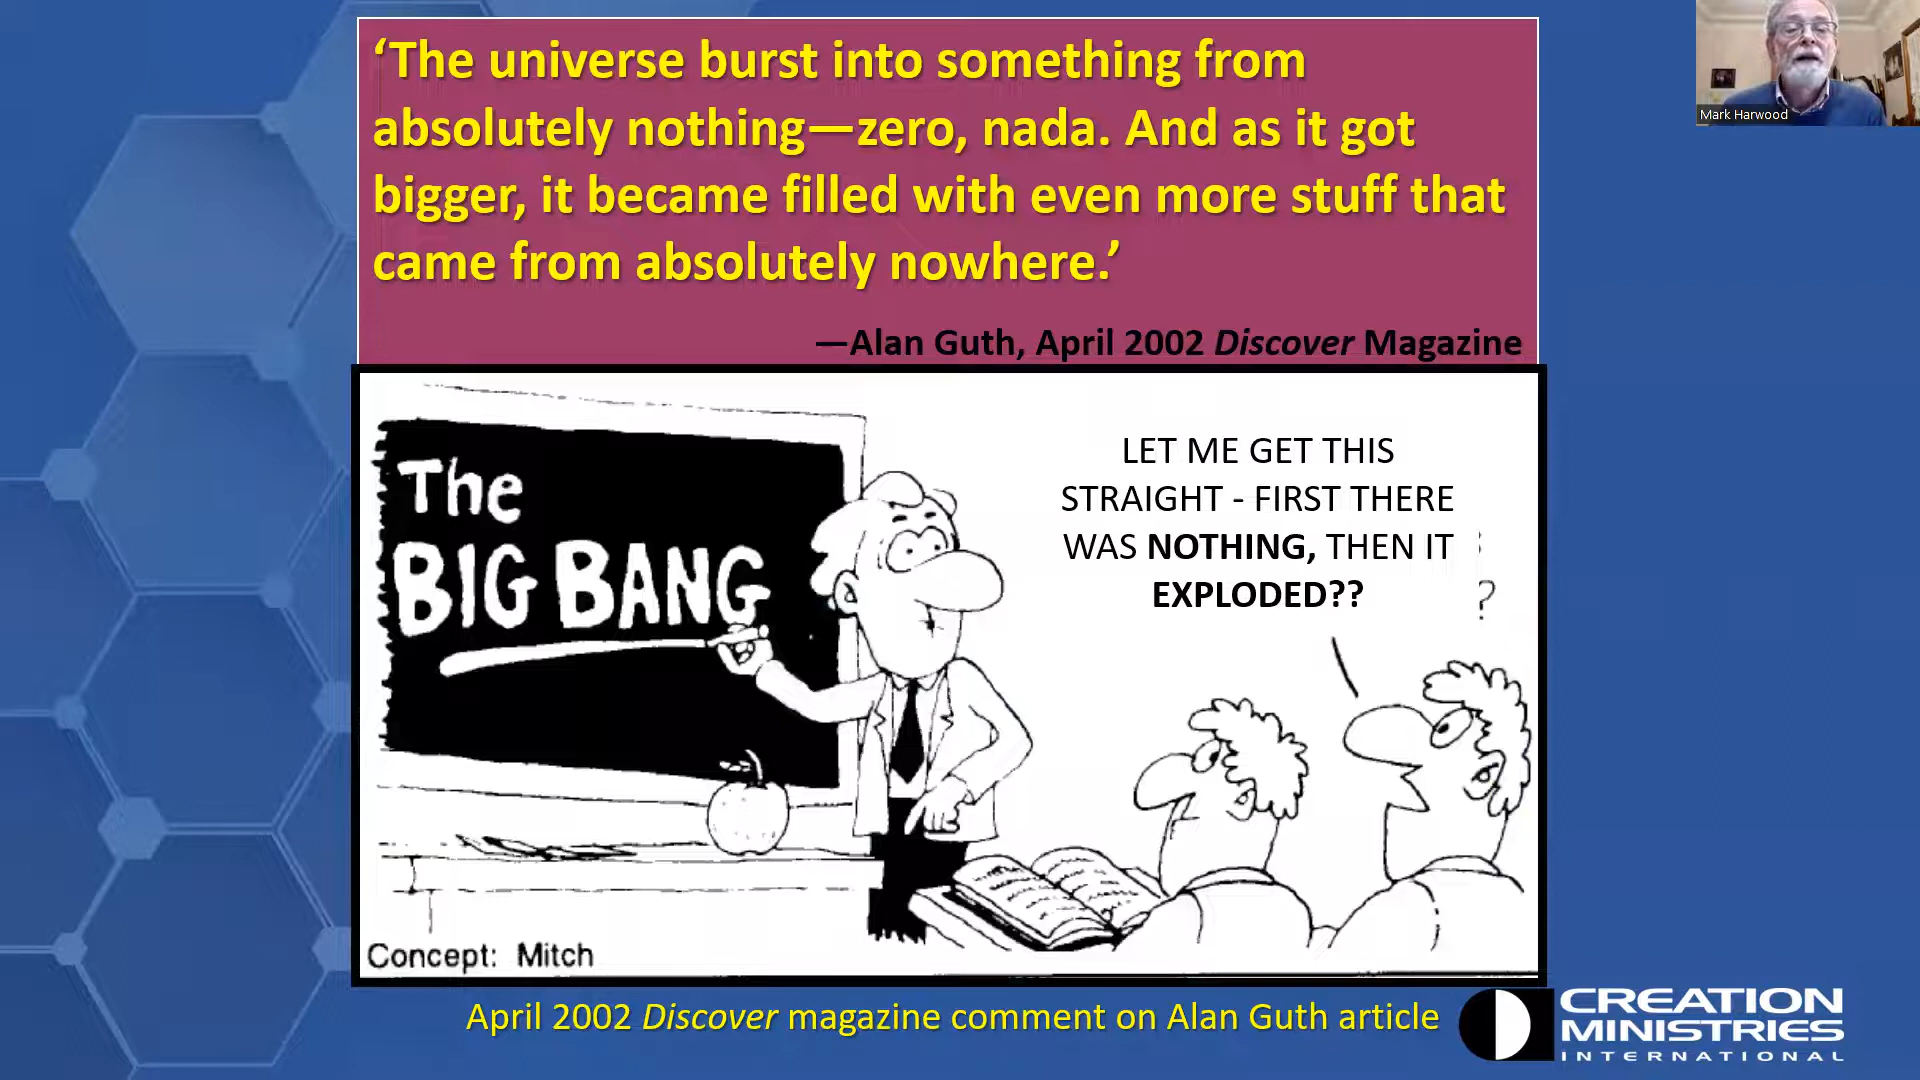 ‘The universe burst into something from
absolutely nothing—zero, nada. And as it got
bigger, it became filled with even more stuff that
came from absolutely nowhere.’
—Alan Guth, April 2002 Discover Magazine
Mark Harwood
The
BIG BANG
LET ME GET THIS
STRAIGHT - FIRST THERE
WAS NOTHING, THEN IT
EXPLODED??
?
Concept: Mitch
April 2002 Discover magazine comment on Alan Guth article
CREATION
MINISTRIES
INTERNATIONAL